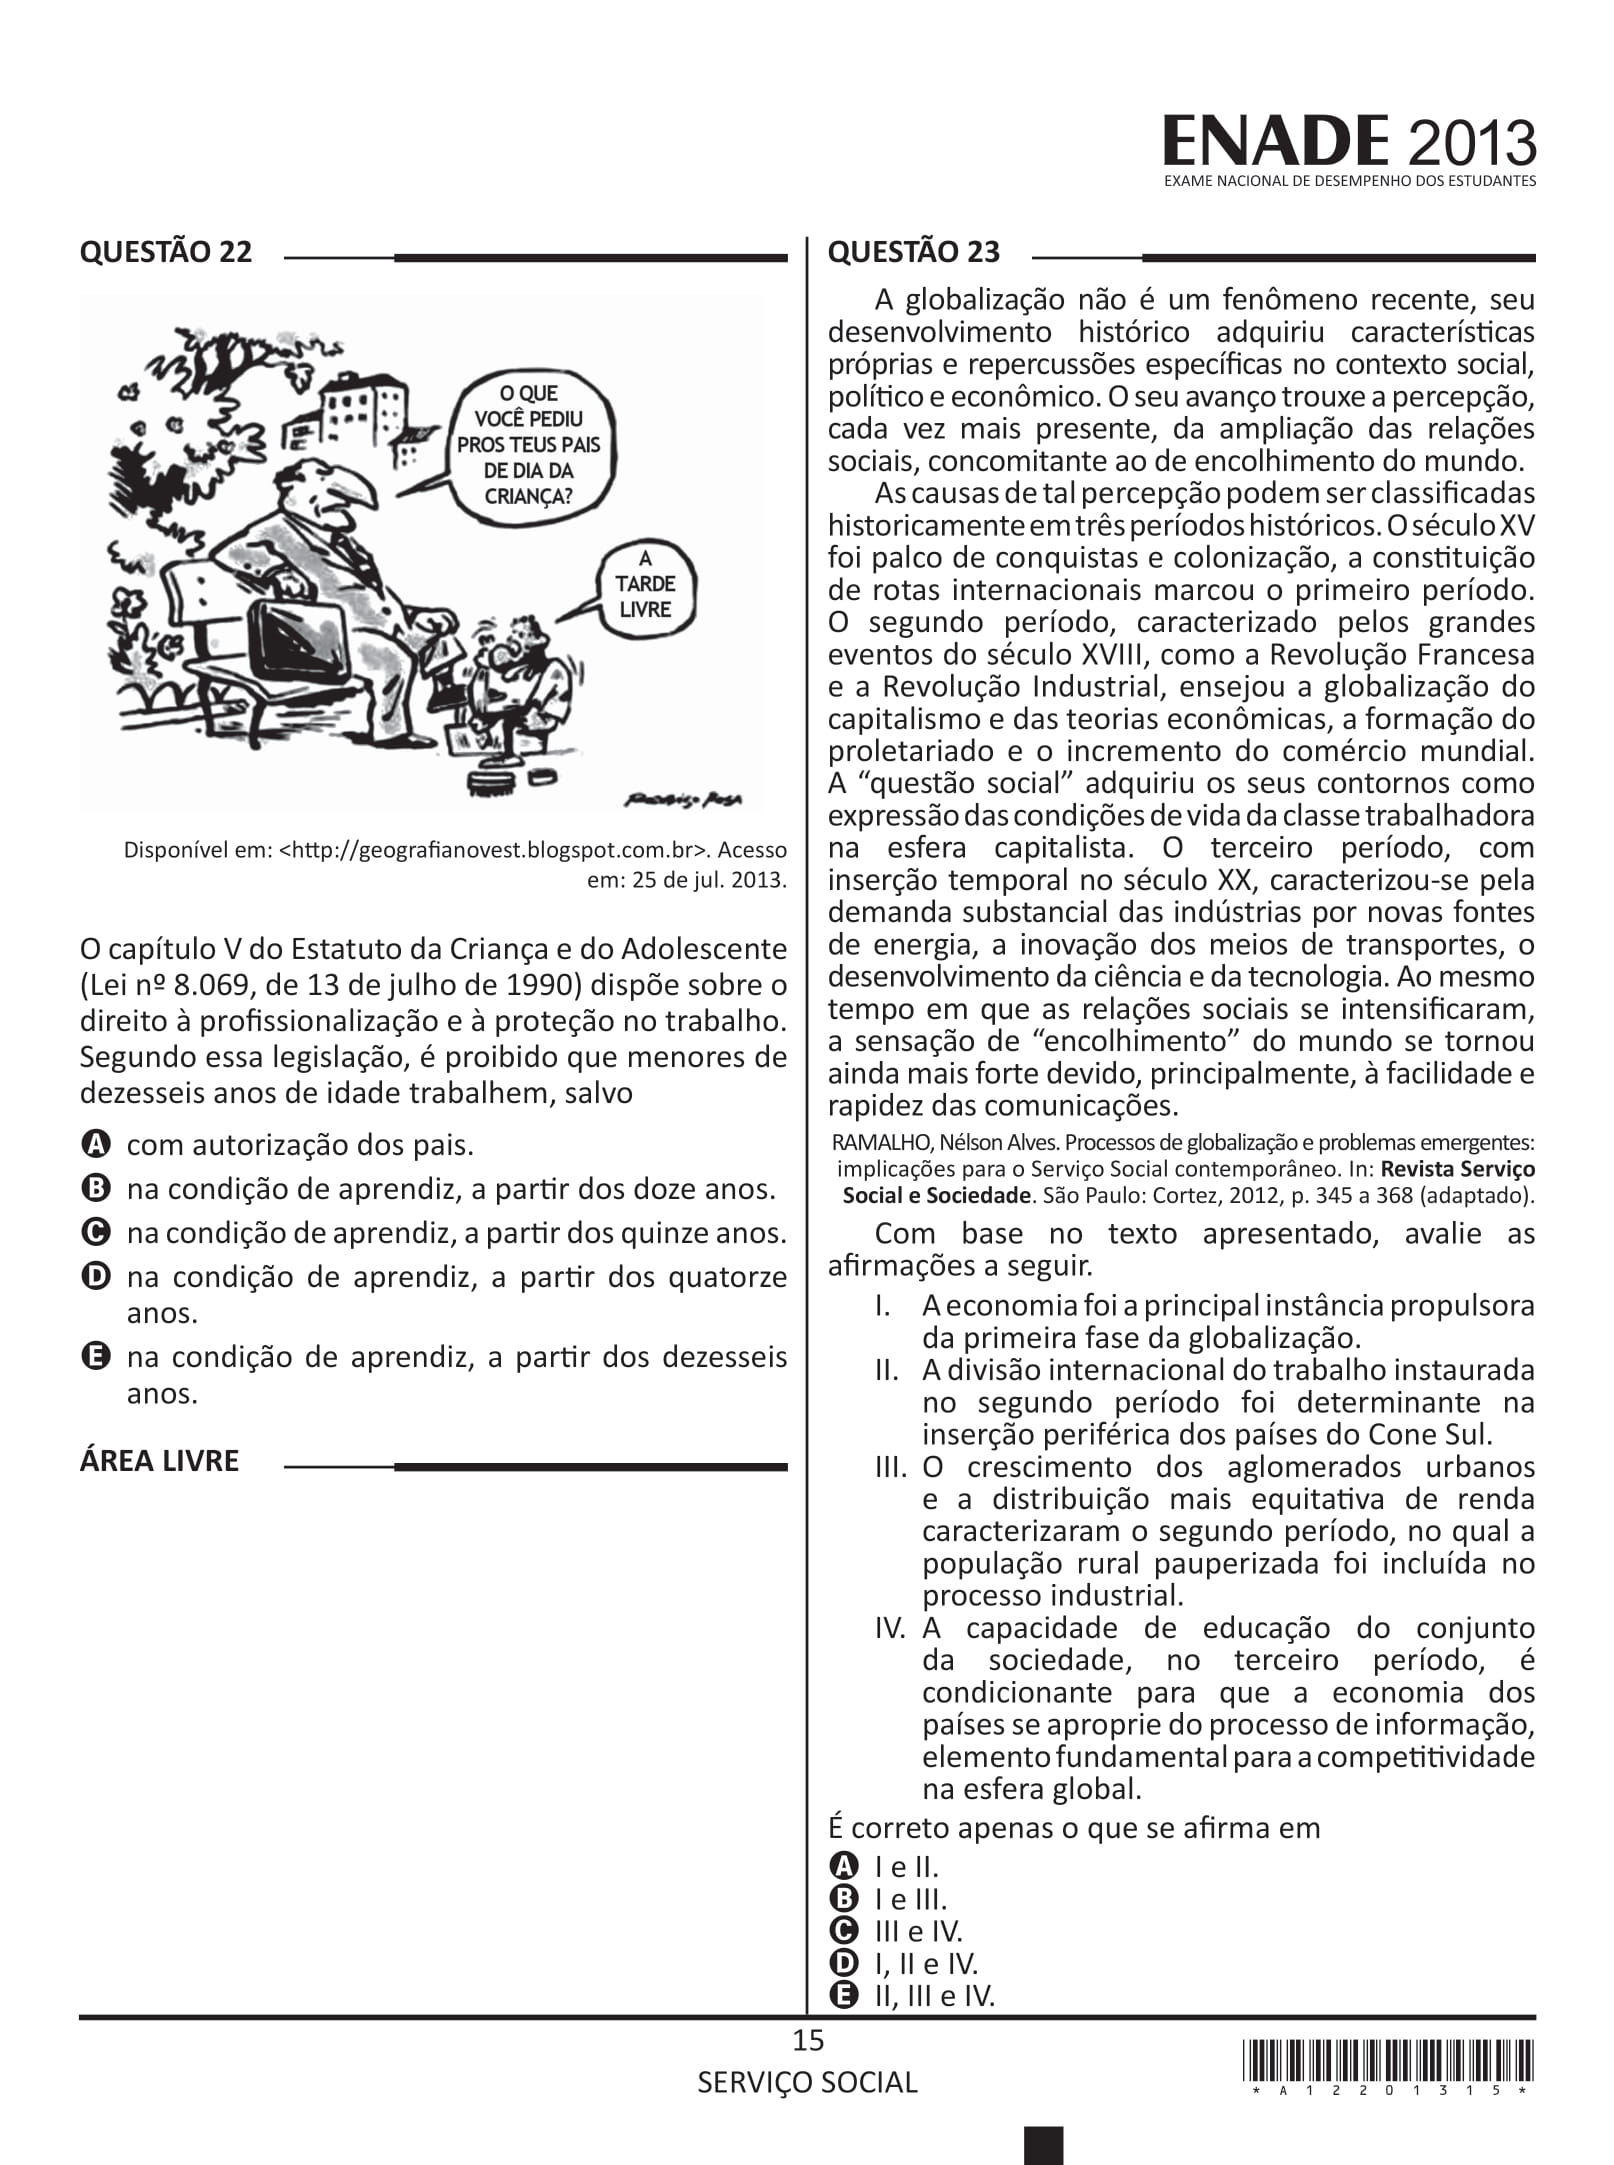 ENADE 2013
EXAME NACIONAL DE DESEMPENHO DOS ESTUDANTES
QUESTÃO 22
O QUE
VOCÊ PEDIU
PROS TEUS PAIS
DE DIA DA
CRIANÇA?
A
TARDE
LIVRE
RODRIGO ROSA
Disponível em: <http://geografianovest.blogspot.com.br>. Acesso
em: 25 de jul. 2013.
O capítulo V do Estatuto da Criança e do Adolescente
(Lei nº 8.069, de 13 de julho de 1990) dispõe sobre o
direito à profissionalização e à proteção no trabalho.
Segundo essa legislação, é proibido que menores de
dezesseis anos de idade trabalhem, salvo
A com autorização dos pais.
B na condição de aprendiz, a partir dos doze anos.
C na condição de aprendiz, a partir dos quinze anos.
D na condição de aprendiz, a partir dos quatorze
anos.
E na condição de aprendiz, a partir dos dezesseis
anos.
ÁREA LIVRE
QUESTÃO 23
A globalização não é um fenômeno recente, seu
desenvolvimento histórico adquiriu características
próprias e repercussões específicas no contexto social,
político e econômico. O seu avanço trouxe a percepção,
cada vez mais presente, da ampliação das relações
sociais, concomitante ao de encolhimento do mundo.
As causas de tal percepção podem ser classificadas
historicamente em três períodos históricos. O século XV
foi palco de conquistas e colonização, a constituição
de rotas internacionais marcou o primeiro período.
O segundo período, caracterizado pelos grandes
eventos do século XVIII, como a Revolução Francesa
e a Revolução Industrial, ensejou a globalização do
capitalismo e das teorias econômicas, a formação do
proletariado e o incremento do comércio mundial.
A “questão social” adquiriu os seus contornos como
expressão das condições de vida da classe trabalhadora
na esfera capitalista. O terceiro período, com
inserção temporal no século XX, caracterizou-se pela
demanda substancial das indústrias por novas fontes
de energia, a inovação dos meios de transportes, o
desenvolvimento da ciência e da tecnologia. Ao mesmo
tempo em que as relações sociais se intensificaram,
a sensação de “encolhimento” do mundo se tornou
ainda mais forte devido, principalmente, à facilidade e
rapidez das comunicações.
RAMALHO, Nélson Alves. Processos de globalização e problemas emergentes:
implicações para o Serviço Social contemporâneo. In: Revista Serviço
Social e Sociedade. São Paulo: Cortez, 2012, p. 345 a 368 (adaptado).
Com base no texto apresentado, avalie as
afirmações a seguir.
I. A economia foi a principal instância propulsora
da primeira fase da globalização.
II. A divisão internacional do trabalho instaurada
no segundo período foi determinante na
inserção periférica dos países do Cone Sul.
III. O crescimento dos aglomerados urbanos
e a distribuição mais equitativa de renda
caracterizaram o segundo período, no qual a
população rural pauperizada foi incluída no
processo industrial.
IV. A capacidade de educação do conjunto
da sociedade, no terceiro período, é
condicionante para que a economia dos
países se aproprie do processo de informação,
elemento fundamental para a competitividade
na esfera global.
É correto apenas o que se afirma em
A I e II.
B I e III.
C III e IV.
D I, II e IV.
E II, III e IV.
15
SERVIÇO SOCIAL
* A 1 2 2 0 1 3 1 5 *